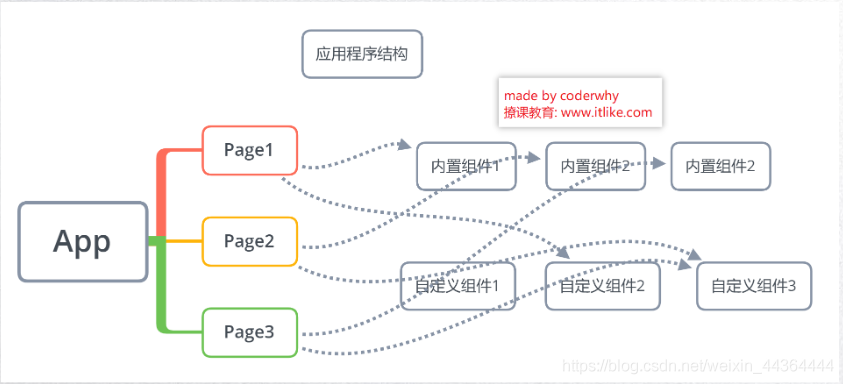 应用程序结构
made by coderwhy
撩课教育: www.itlike.com
Page1
内置组件1
内置组件2
内置组件2
App
Page2
自定义组件1
自定义组件2
自定义组件3
Page3
https://blog.csdn.net/weixin_44364444